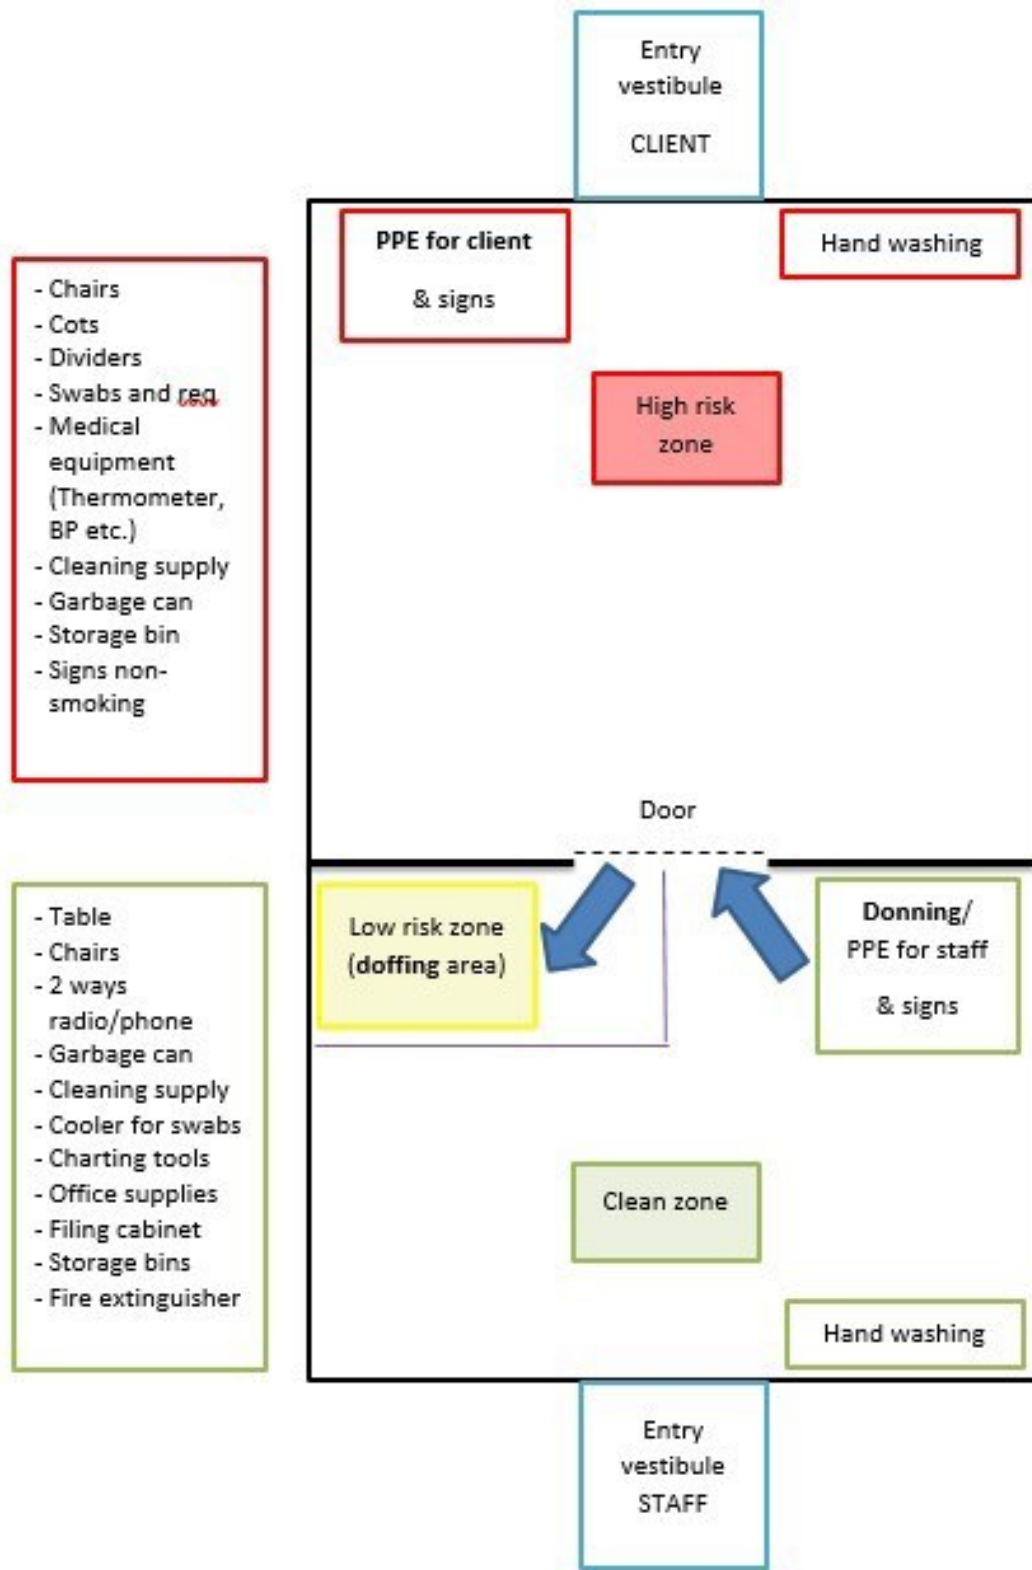 Entry
vestibule
CLIENT
PPE for client
& signs
Hand washing
- Chairs
- Cots
- Dividers
- Swabs and req
- Medical
equipment
(Thermometer,
BP etc.)
- Cleaning supply
- Garbage can
- Storage bin
- Signs non-
smoking
High risk
zone
Door
- Table
- Chairs
- 2 ways
radio/phone
- Garbage can
- Cleaning supply
- Cooler for swabs
- Charting tools
- Office supplies
- Filing cabinet
- Storage bins
- Fire extinguisher
Low risk zone
(doffing area)
Donning/
PPE for staff
& signs
Clean zone
Hand washing
Entry
vestibule
STAFF